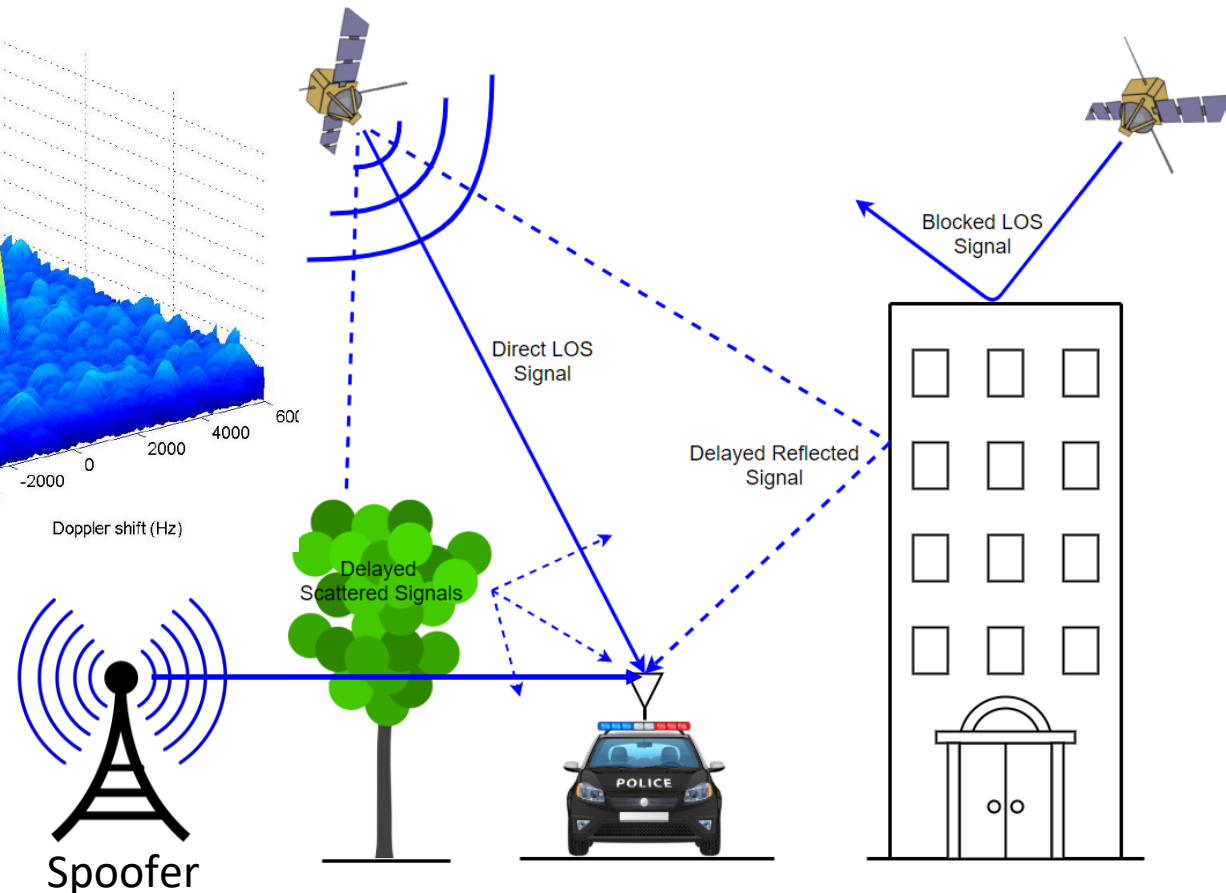 Blocked LOS
Signal
Direct LOS
Signal
Delayed Reflected
Signal
600
4000
2000
0
-2000
Doppler shift (Hz)
Delayed
Scattered Signals
POLICE
Spoofer